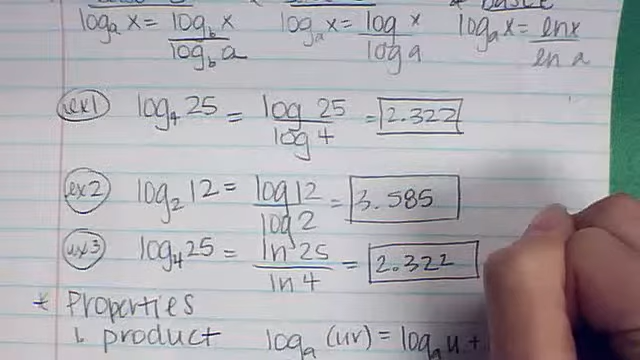 logₐ x = log_b x / log_b a   logₐ x = log x / log a   logₐ x = ln x / ln a
ex1 log₄ 25 = log 25 / log 4 = 2.322
ex2 log₂ 12 = log 12 / log 2 = 3.585
ex3 log₄ 25 = ln 25 / ln 4 = 2.322
* Properties
↳ product logₐ (uv) = logₐ u +